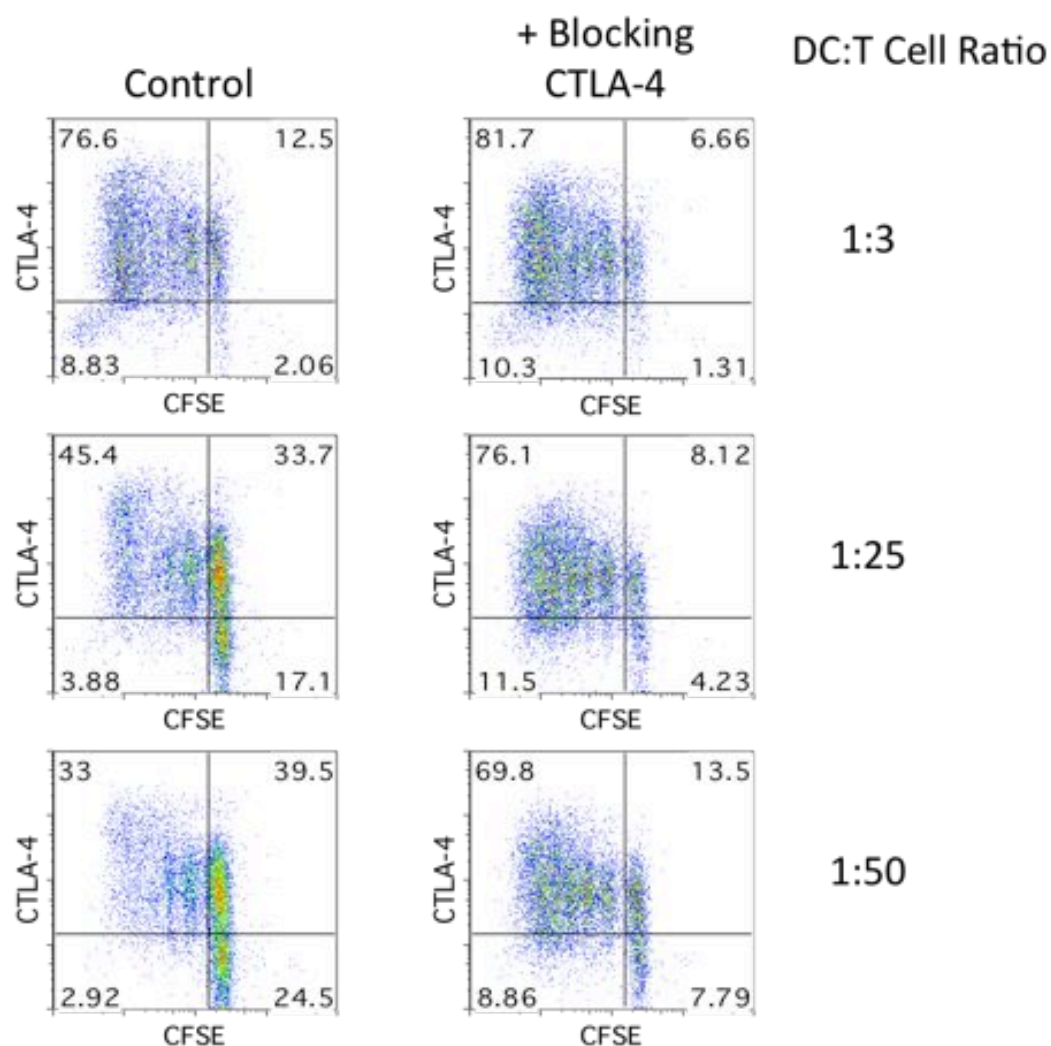 + Blocking
Control CTLA-4 DC:T Cell Ratio
76.6 12.5 81.7 6.66
CTLA-4 CTLA-4 1:3
8.83 2.06 10.3 1.31
CFSE CFSE
45.4 33.7 76.1 8.12
CTLA-4 CTLA-4 1:25
3.88 17.1 11.5 4.23
CFSE CFSE
33 39.5 69.8 13.5
CTLA-4 CTLA-4 1:50
2.92 24.5 8.86 7.79
CFSE CFSE